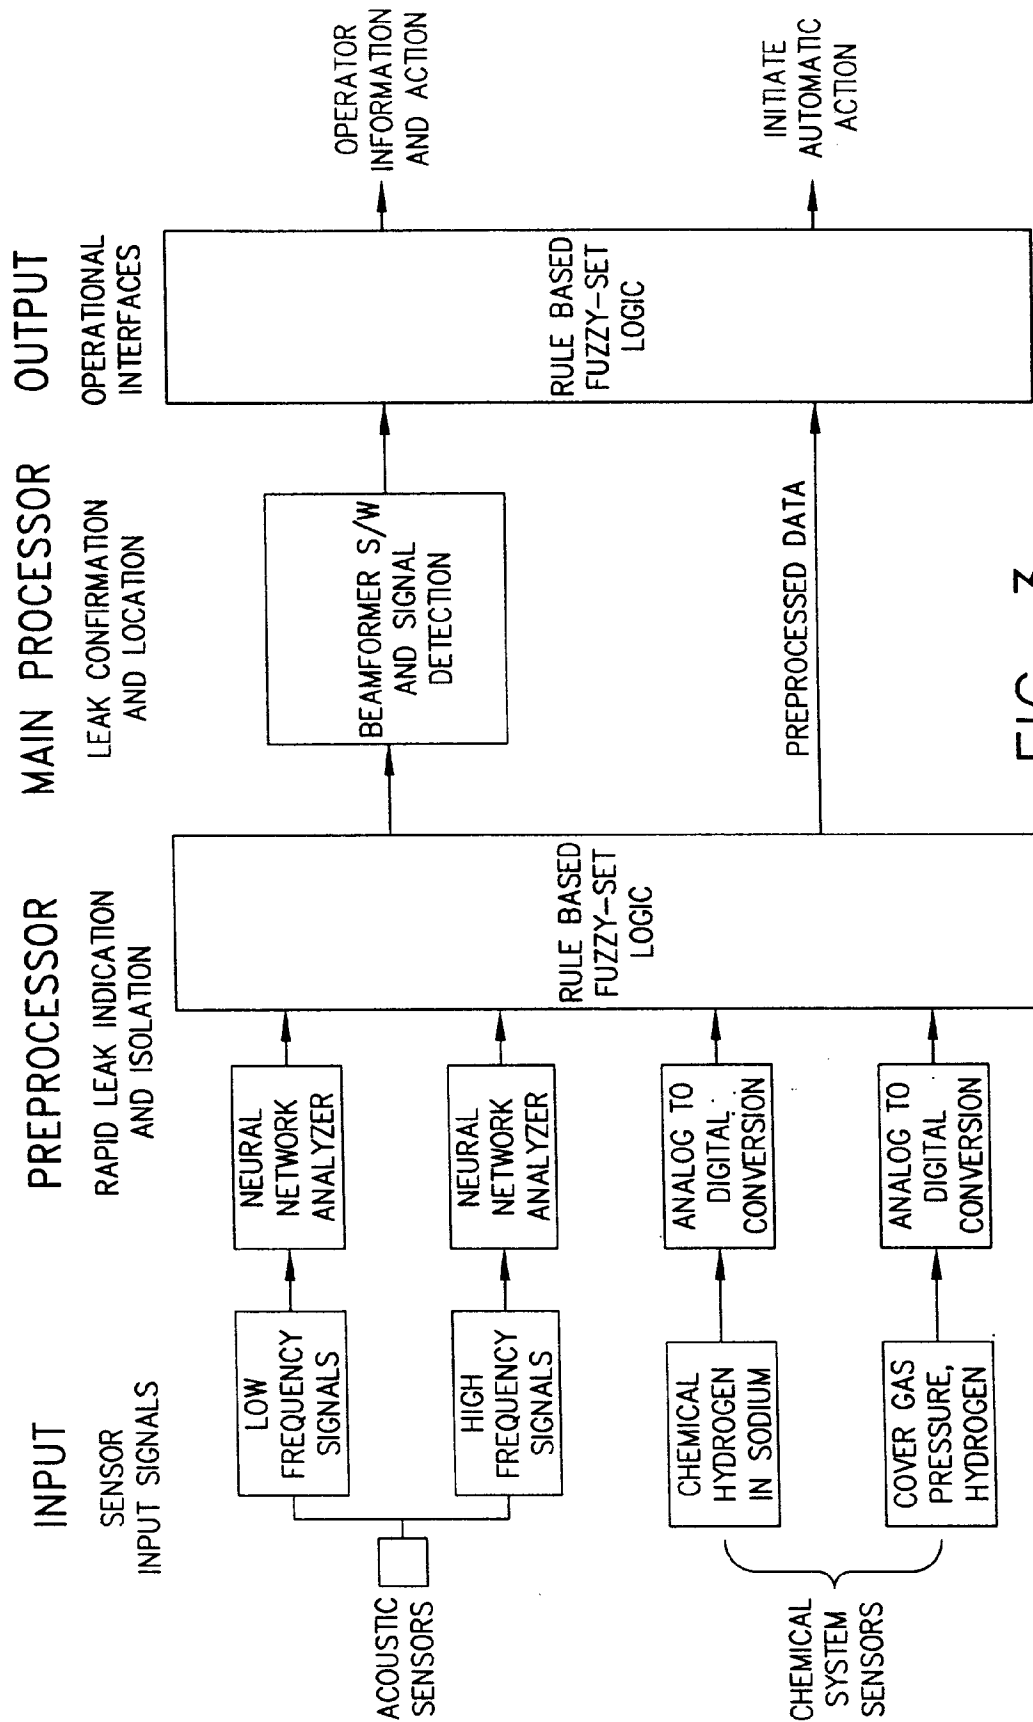 INPUT
SENSOR
INPUT SIGNALS
PREPROCESSOR
RAPID LEAK INDICATION
AND ISOLATION
MAIN PROCESSOR
LEAK CONFIRMATION
AND LOCATION
OUTPUT
OPERATIONAL
INTERFACES
ACOUSTIC
SENSORS
LOW
FREQUENCY
SIGNALS
NEURAL
NETWORK
ANALYZER
HIGH
FREQUENCY
SIGNALS
NEURAL
NETWORK
ANALYZER
CHEMICAL
SYSTEM
SENSORS
CHEMICAL
HYDROGEN
IN SODIUM
ANALOG TO
DIGITAL
CONVERSION
COVER GAS
PRESSURE,
HYDROGEN
ANALOG TO
DIGITAL
CONVERSION
RULE BASED
FUZZY-SET
LOGIC
BEAMFORMER S/W
AND SIGNAL
DETECTION
PREPROCESSED DATA
RULE BASED
FUZZY-SET
LOGIC
OPERATOR
INFORMATION
AND ACTION
INITIATE
AUTOMATIC
ACTION